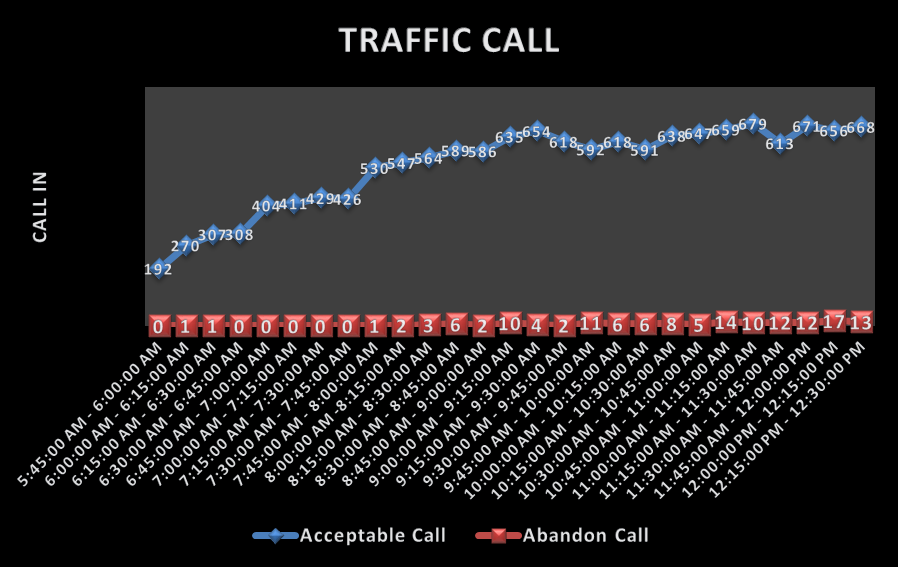 TRAFFIC CALL
CALL IN
192 270 307 308 404 411 429 426 530 547 564 589 586 635 654 618 592 618 591 638 647 659 679 613 671 656 668
0 1 1 0 0 0 0 0 1 2 3 6 2 10 4 2 11 6 6 8 5 14 10 12 12 17 13
5:45:00 AM - 6:00:00 AM
6:00:00 AM - 6:15:00 AM
6:15:00 AM - 6:30:00 AM
6:30:00 AM - 6:45:00 AM
6:45:00 AM - 7:00:00 AM
7:00:00 AM - 7:15:00 AM
7:15:00 AM - 7:30:00 AM
7:30:00 AM - 7:45:00 AM
7:45:00 AM - 8:00:00 AM
8:00:00 AM -8:15:00 AM
8:15:00 AM - 8:30:00 AM
8:30:00 AM - 8:45:00 AM
8:45:00 AM - 9:00:00 AM
9:00:00 AM - 9:15:00 AM
9:15:00 AM - 9:30:00 AM
9:30:00 AM - 9:45:00 AM
9:45:00 AM - 10:00:00 AM
10:00:00 AM - 10:15:00 AM
10:15:00 AM - 10:30:00 AM
10:30:00 AM - 10:45:00 AM
10:45:00 AM - 11:00:00 AM
11:00:00 AM - 11:15:00 AM
11:15:00 AM - 11:30:00 AM
11:30:00 AM - 11:45:00 AM
11:45:00 AM - 12:00:00 PM
12:00:00 PM - 12:15:00 PM
12:15:00 PM - 12:30:00 PM
Acceptable Call Abandon Call